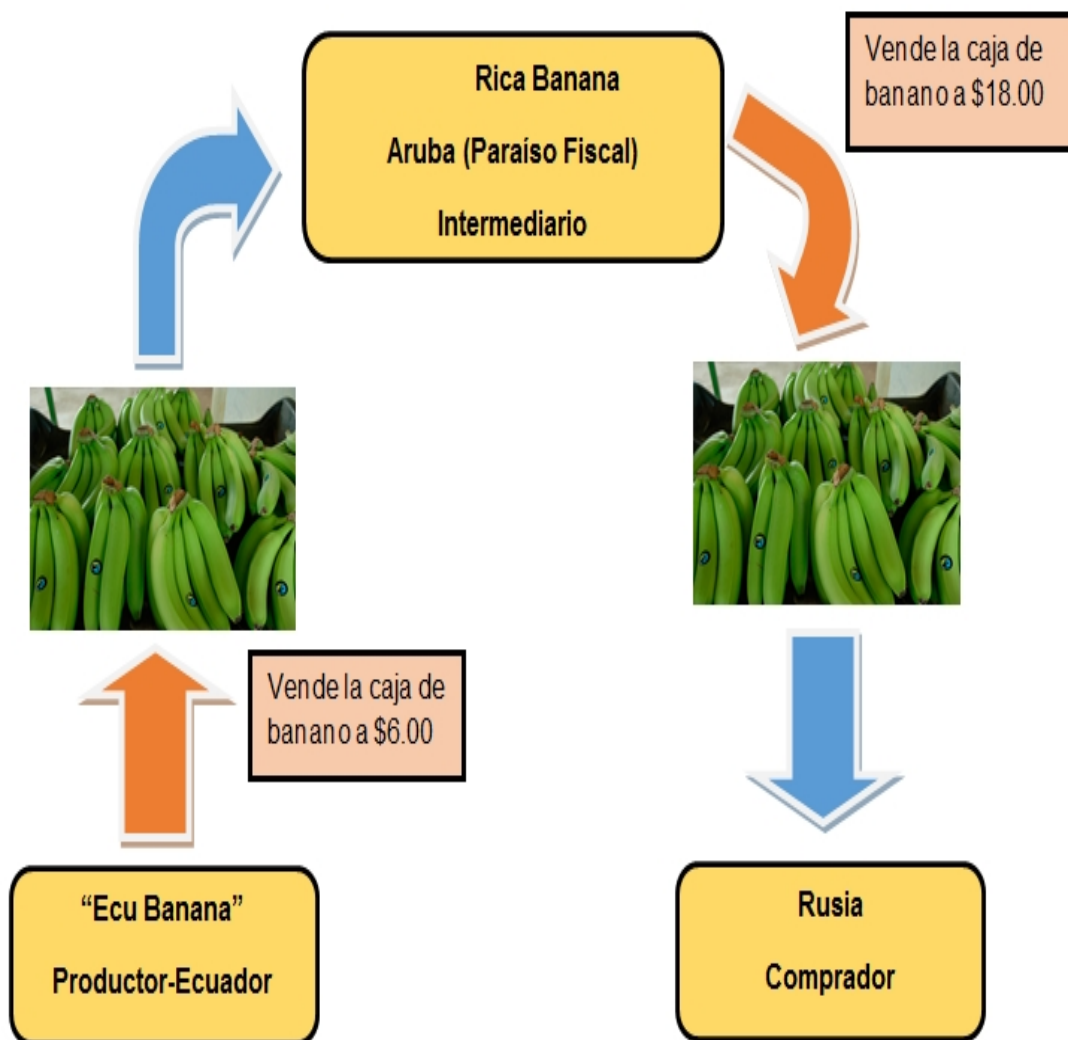 Rica Banana
Aruba (Paraíso Fiscal)
Intermediario
Vende la caja de
banano a $18.00
Vende la caja de
banano a $6.00
“Ecu Banana”
Productor-Ecuador
Rusia
Comprador